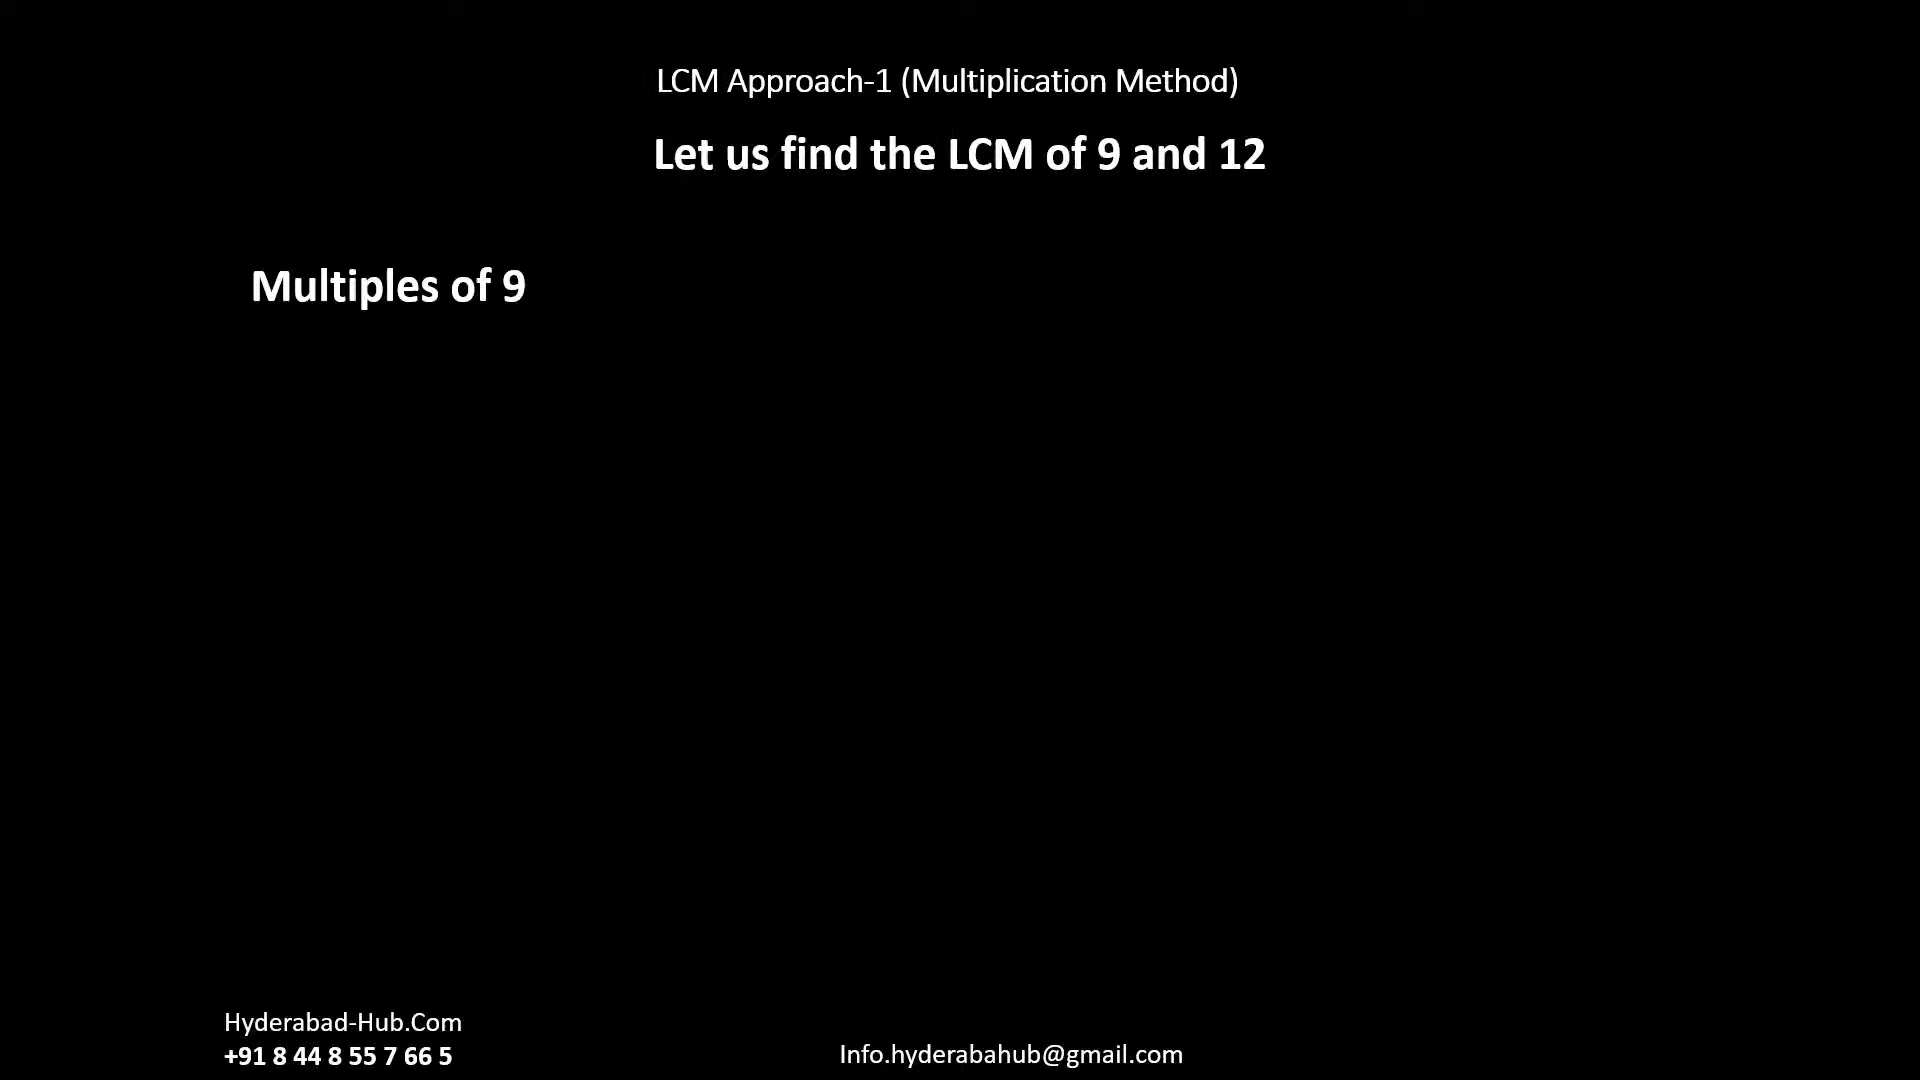 LCM Approach-1 (Multiplication Method)
Let us find the LCM of 9 and 12
Multiples of 9
Hyderabad-Hub.Com
+91 8 44 8 55 7 66 5
Info.hyderabahub@gmail.com